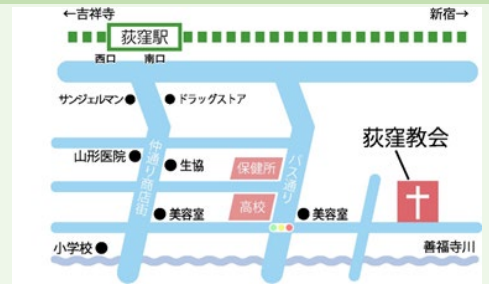 ←吉祥寺
新宿→
荻窪駅
西口
南口
サンジェルマン
ドラッグストア
荻窪教会
山形医院
仲通り商店街
生協
保健所
バス通り
高校
美容室
美容室
小学校
善福寺川